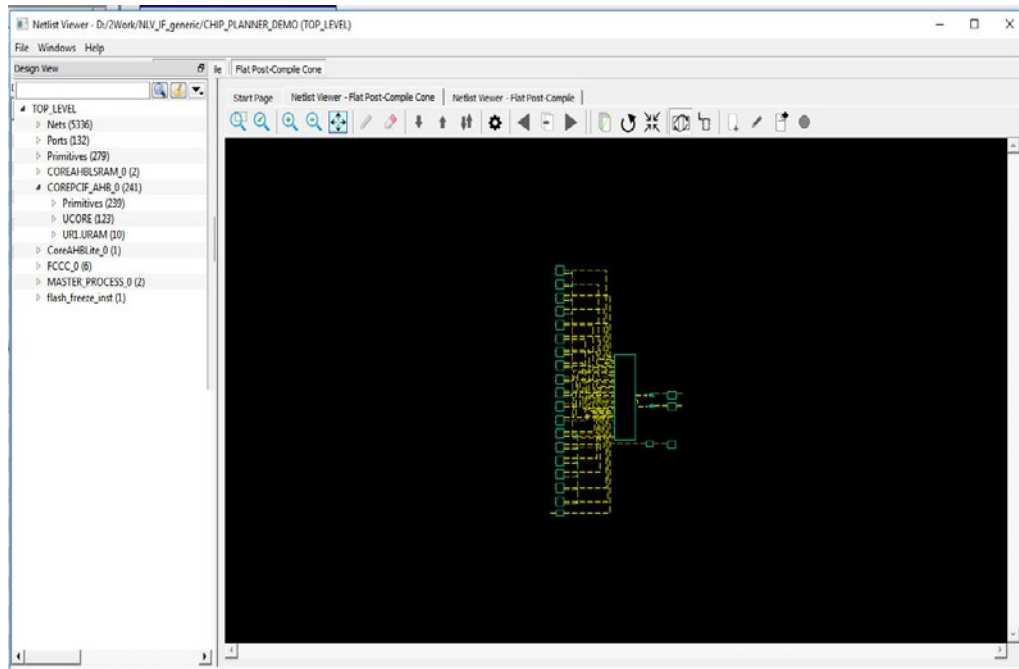 Netlist Viewer - D:/2Work/NLV_IF_generic/CHIP_PLANNER_DEMO (TOP_LEVEL)
File Windows Help
Design View
le Flat Post-Compile Cone
Start Page Netlist Viewer - Flat Post-Compile Cone Netlist Viewer - Flat Post-Compile
TOP_LEVEL
Nets (5336)
Ports (132)
Primitives (279)
COREAHBLSRAM_0 (2)
COREPCIF_AHB_0 (241)
Primitives (239)
UCORE (123)
UR1.URAM (10)
CoreAHBLite_0 (1)
FCCC_0 (6)
MASTER_PROCESS_0 (2)
flash_freeze_inst (1)